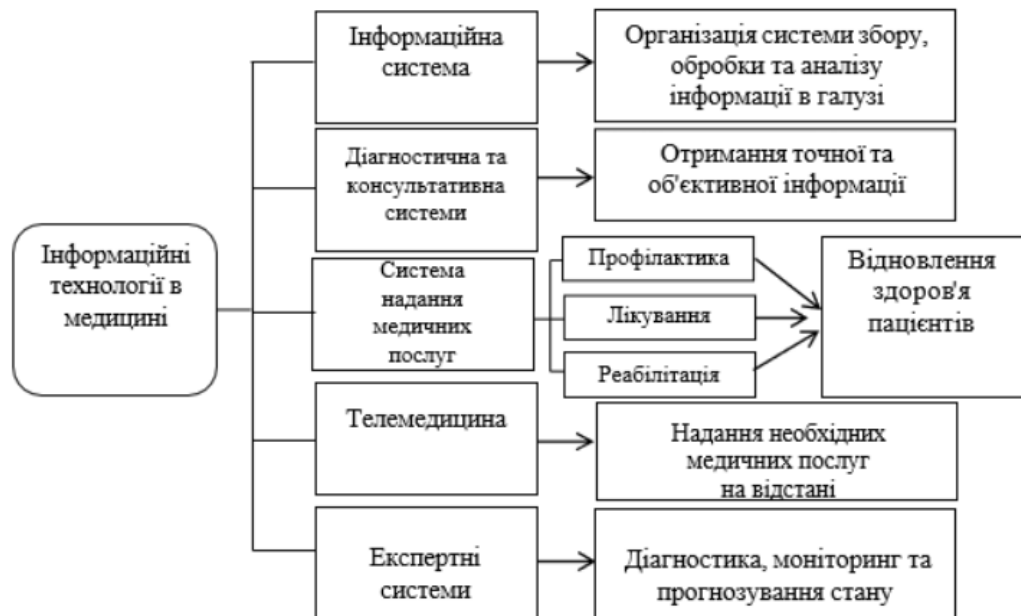 Інформаційні
технології в
медицині
Інформаційна
система
Організація системи збору,
обробки та аналізу
інформації в галузі
Діагностична та
консультативна
системи
Отримання точної та
об'єктивної інформації
Система
надання
медичних
послуг
Профілактика
Лікування
Реабілітація
Відновлення
здоров'я
пацієнтів
Телемедицина
Надання необхідних
медичних послуг
на відстані
Експертні
системи
Діагностика, моніторинг та
прогнозування стану